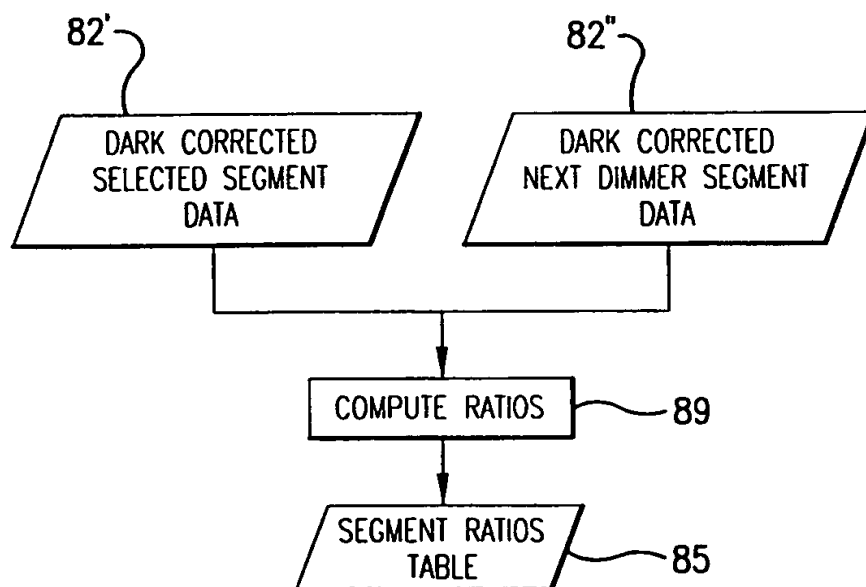 82'
82"
DARK CORRECTED
SELECTED SEGMENT
DATA
DARK CORRECTED
NEXT DIMMER SEGMENT
DATA
COMPUTE RATIOS
89
SEGMENT RATIOS
TABLE
85